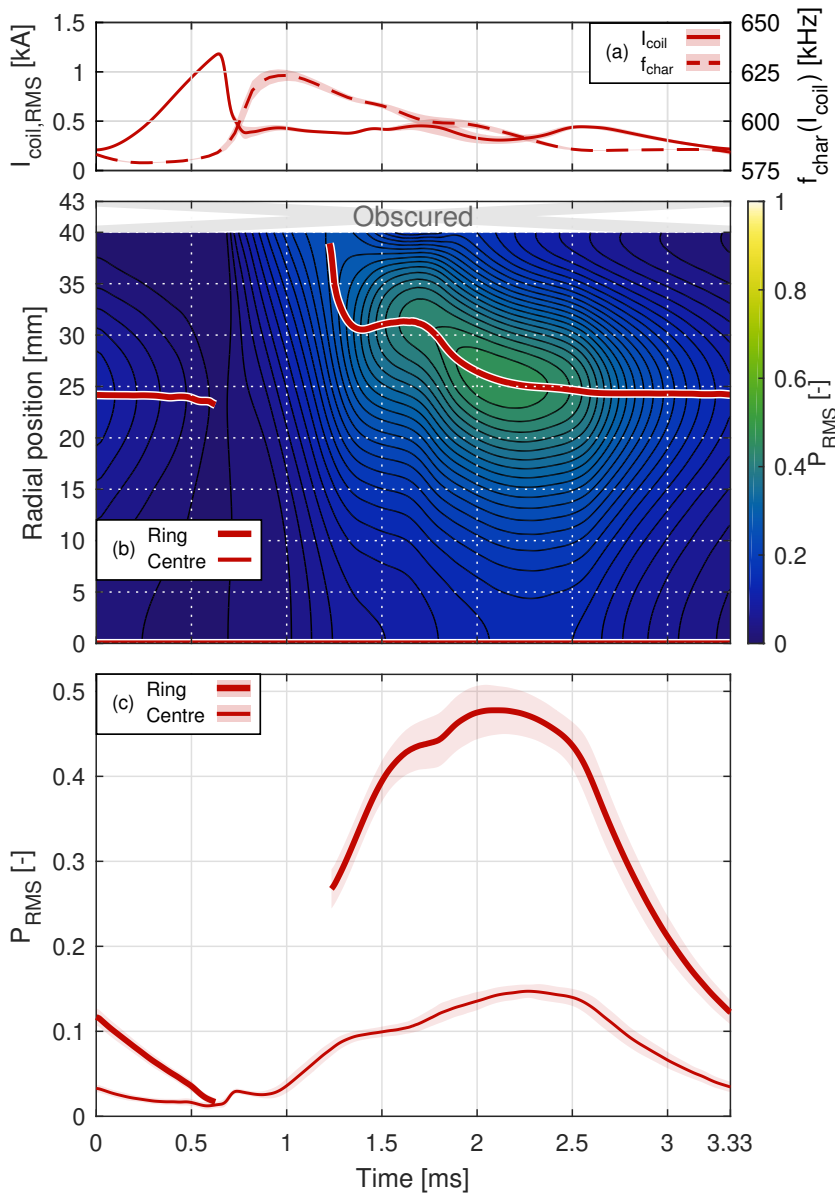 1.5
1
0.5
0
I_coil,RMS [kA]
(a)
I_coil
f_char
650
625
600
575
f_char(I_coil) [kHz]
43
40
35
30
25
20
15
10
5
0
Radial position [mm]
Obscured
(b)
Ring
Centre
1
0.8
0.6
0.4
0.2
0
P_RMS [-]
(c)
Ring
Centre
0.5
0.4
0.3
0.2
0.1
0
P_RMS [-]
0 0.5 1 1.5 2 2.5 3 3.33
Time [ms]